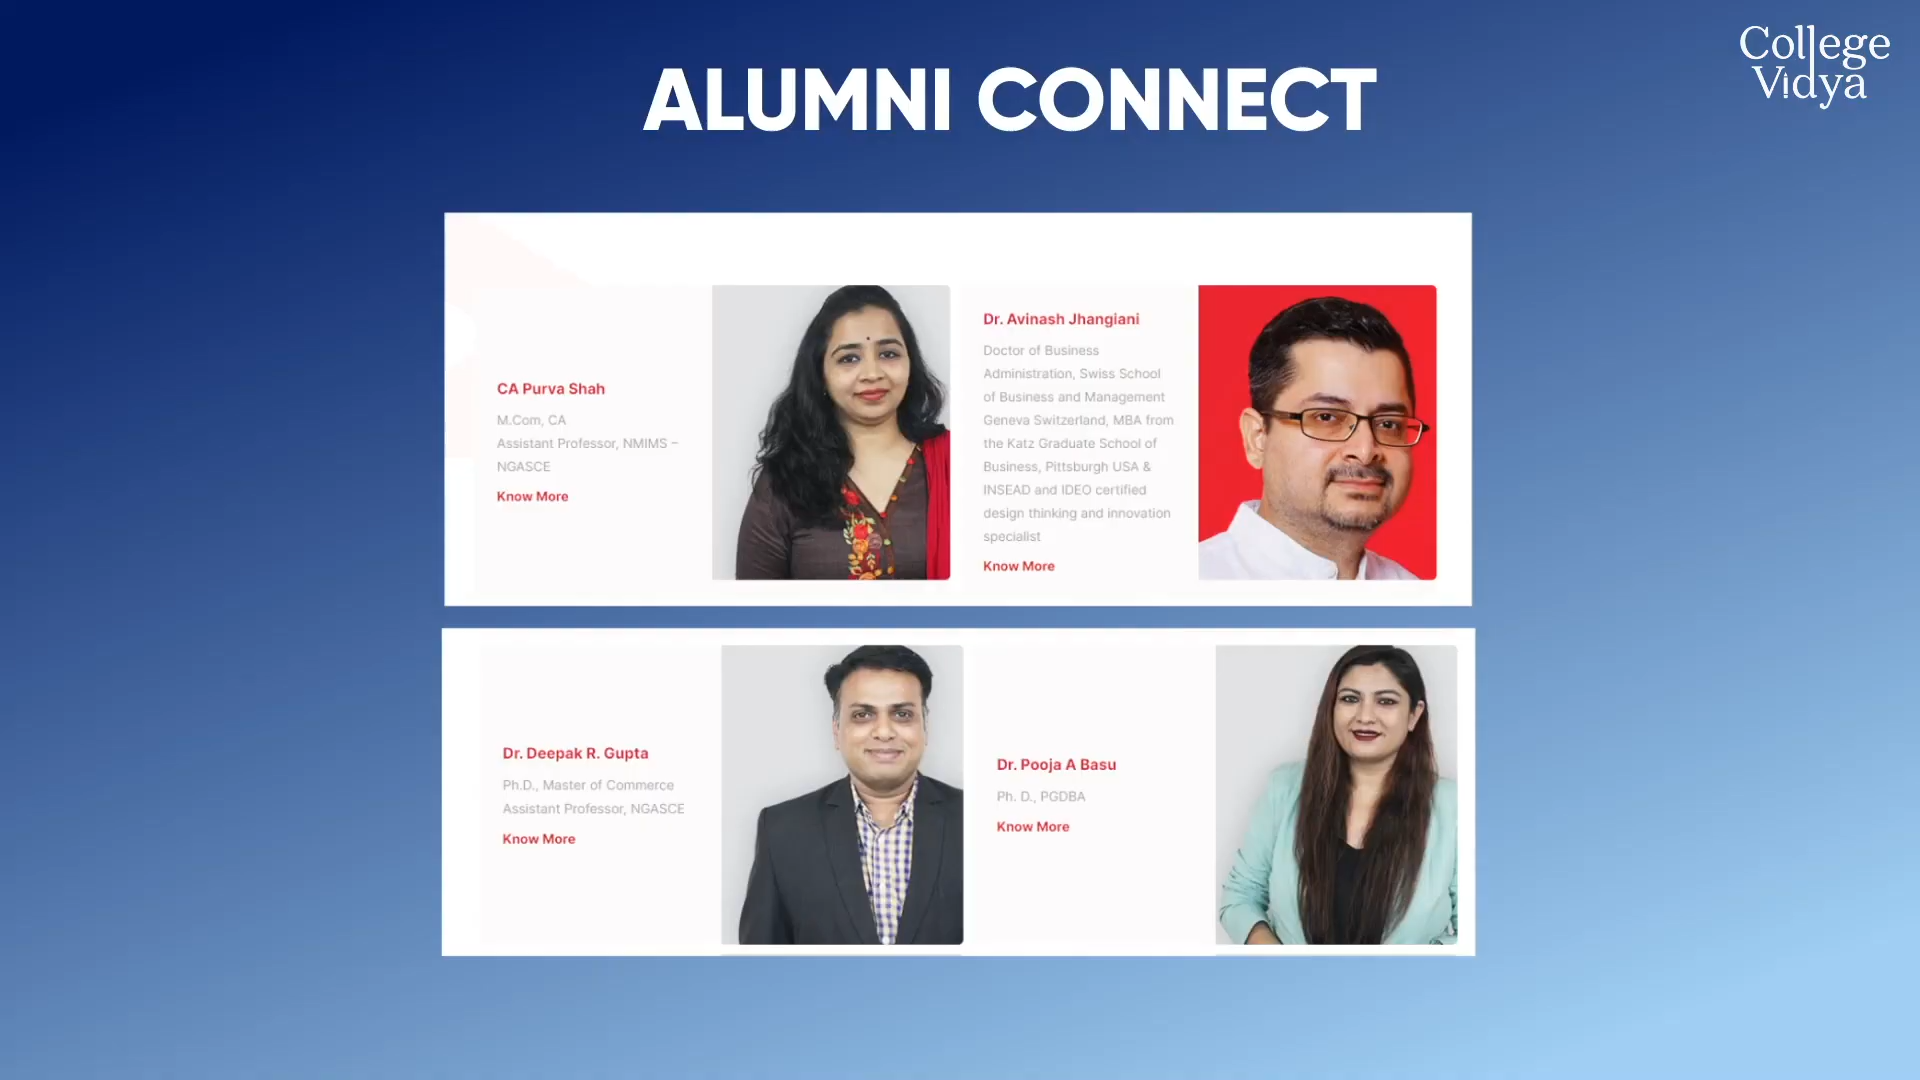 College
Vidya
ALUMNI CONNECT
CA Purva Shah
M.Com, CA
Assistant Professor, NMIMS –
NGASCE
Know More
Dr. Avinash Jhangiani
Doctor of Business
Administration, Swiss School
of Business and Management
Geneva Switzerland, MBA from
the Katz Graduate School of
Business, Pittsburgh USA &
INSEAD and IDEO certified
design thinking and innovation
specialist
Know More
Dr. Deepak R. Gupta
Ph.D., Master of Commerce
Assistant Professor, NGASCE
Know More
Dr. Pooja A Basu
Ph. D., PGDBA
Know More